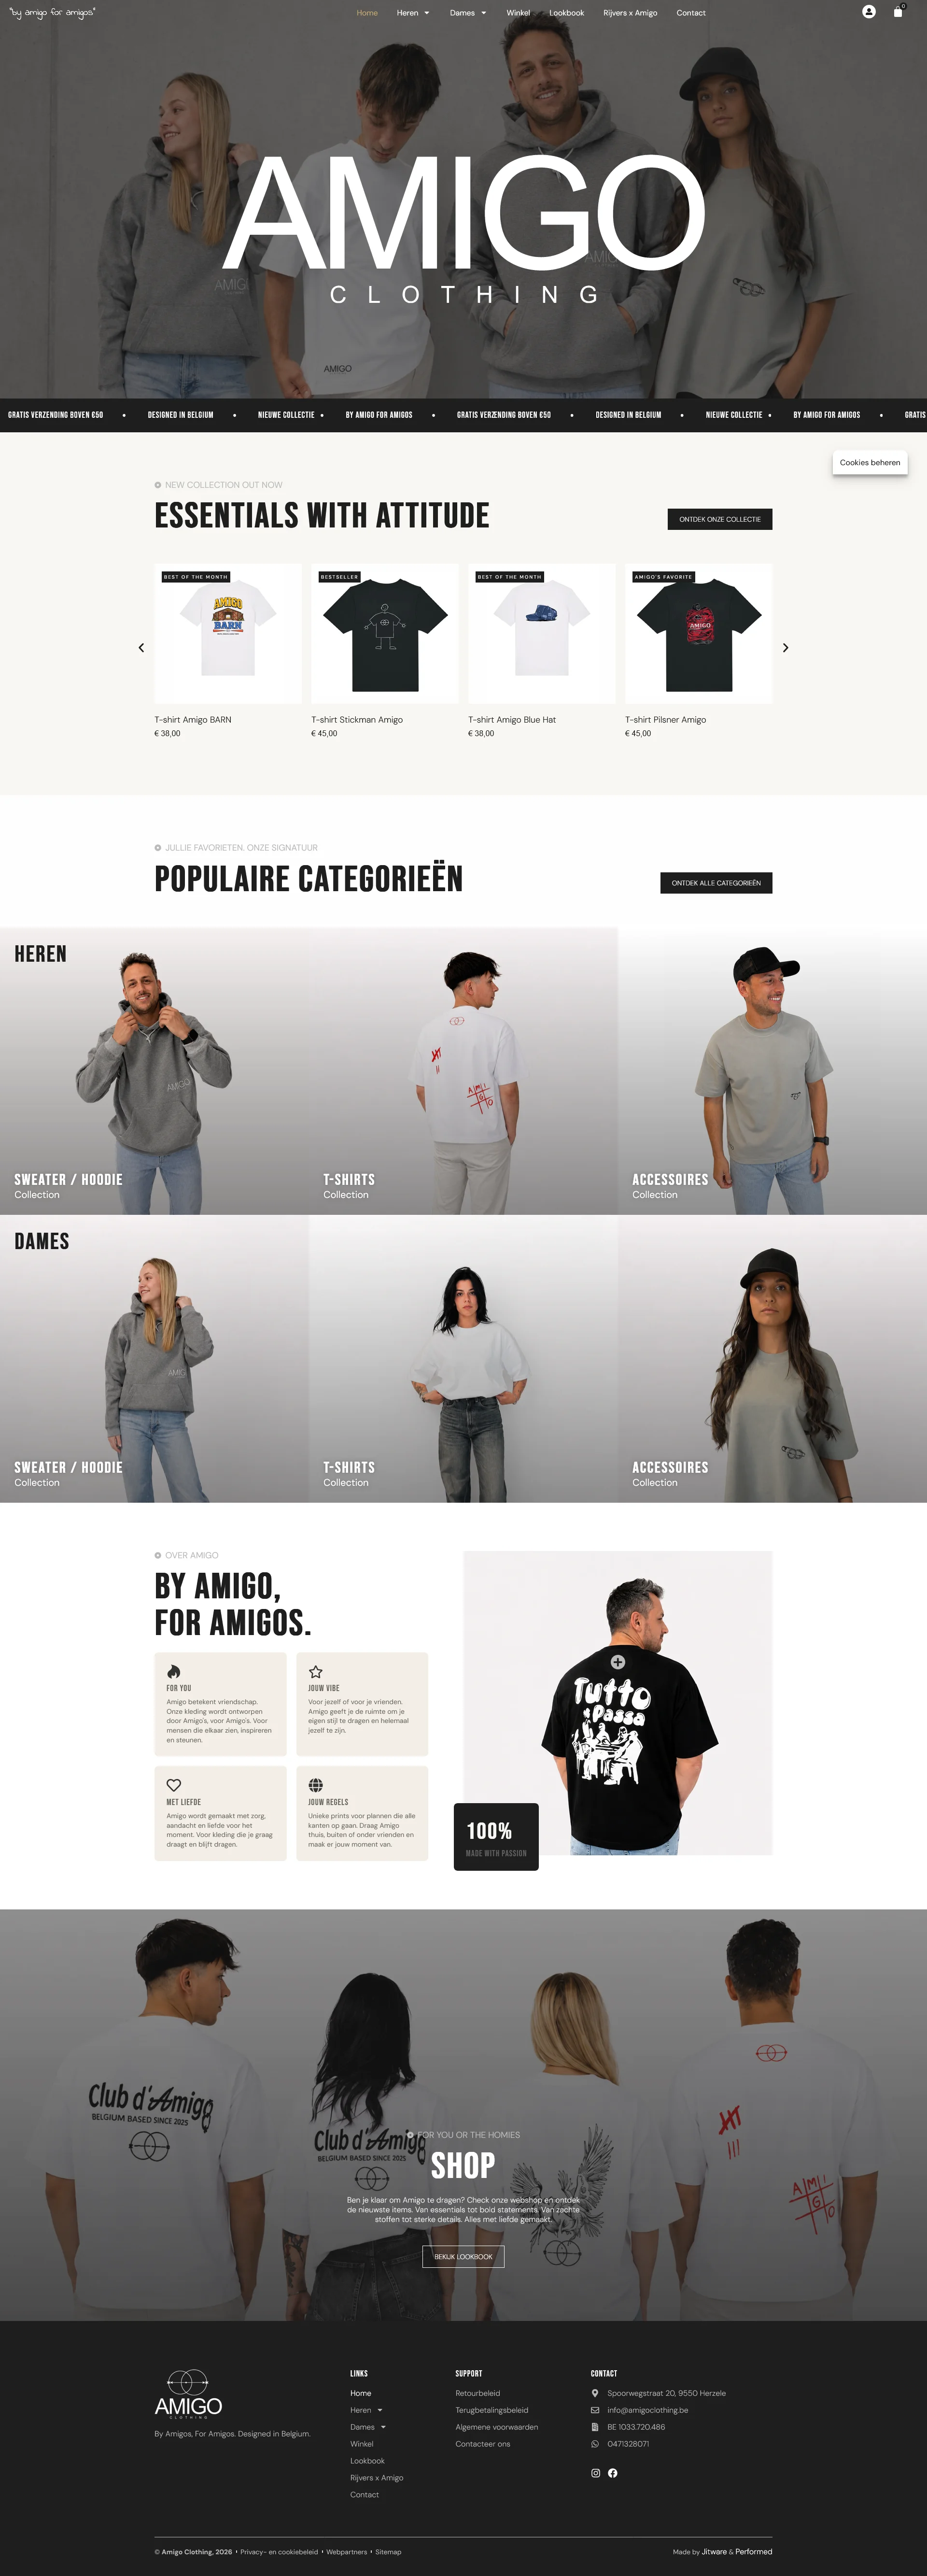 "by amigo for amigos"
Home Heren Dames Winkel Lookbook Rijvers x Amigo Contact
0
AMIGO
CLOTHING
AMIGO
GRATIS VERZENDING BOVEN €50 • DESIGNED IN BELGIUM • NIEUWE COLLECTIE • BY AMIGO FOR AMIGOS • GRATIS VERZENDING BOVEN €50 • DESIGNED IN BELGIUM • NIEUWE COLLECTIE • BY AMIGO FOR AMIGOS • GRATIS
Cookies beheren
NEW COLLECTION OUT NOW
ESSENTIALS WITH ATTITUDE
ONTDEK ONZE COLLECTIE
BEST OF THE MONTH
BESTSELLER
BEST OF THE MONTH
AMIGO'S FAVORITE
AMIGO
BARN
AMIGO
T-shirt Amigo BARN
€ 38,00
T-shirt Stickman Amigo
€ 45,00
T-shirt Amigo Blue Hat
€ 38,00
T-shirt Pilsner Amigo
€ 45,00
JULLIE FAVORIETEN. ONZE SIGNATUUR
POPULAIRE CATEGORIEËN
ONTDEK ALLE CATEGORIEËN
HEREN
AMIGO
AMIGO
SWEATER / HOODIE
Collection
T-SHIRTS
Collection
ACCESSOIRES
Collection
DAMES
AMIGO
SWEATER / HOODIE
Collection
T-SHIRTS
Collection
ACCESSOIRES
Collection
OVER AMIGO
BY AMIGO,
FOR AMIGOS.
FOR YOU
Amigo betekent vriendschap.
Onze kleding wordt ontworpen
door Amigo's, voor Amigo's. Voor
mensen die elkaar zien, inspireren
en steunen.
JOUW VIBE
Voor jezelf of voor je vrienden.
Amigo geeft je de ruimte om je
eigen stijl te dragen en helemaal
jezelf te zijn.
MET LIEFDE
Amigo wordt gemaakt met zorg,
aandacht en liefde voor het
moment. Voor kleding die je graag
draagt en blijft dragen.
JOUW REGELS
Unieke prints voor plannen die alle
kanten op gaan. Draag Amigo
thuis, buiten of onder vrienden en
maak er jouw moment van.
Tutto
Passa
100%
MADE WITH PASSION
Club d'Amigo
BELGIUM BASED SINCE 2025
Club d'Amigo
BELGIUM BASED SINCE 2025
AMIGO
FOR YOU OR THE HOMIES
SHOP
Ben je klaar om Amigo te dragen? Check onze webshop en ontdek
de nieuwste items. Van essentials tot bold statements. Van zachte
stoffen tot sterke details. Alles met liefde gemaakt.
BEKIJK LOOKBOOK
AMIGO
CLOTHING
By Amigos, For Amigos. Designed in Belgium.
LINKS
Home
Heren
Dames
Winkel
Lookbook
Rijvers x Amigo
Contact
SUPPORT
Retourbeleid
Terugbetalingsbeleid
Algemene voorwaarden
Contacteer ons
CONTACT
Spoorwegstraat 20, 9550 Herzele
info@amigoclothing.be
BE 1033.720.486
0471328071
© Amigo Clothing, 2026 • Privacy- en cookiebeleid • Webpartners • Sitemap
Made by Jitware & Performed